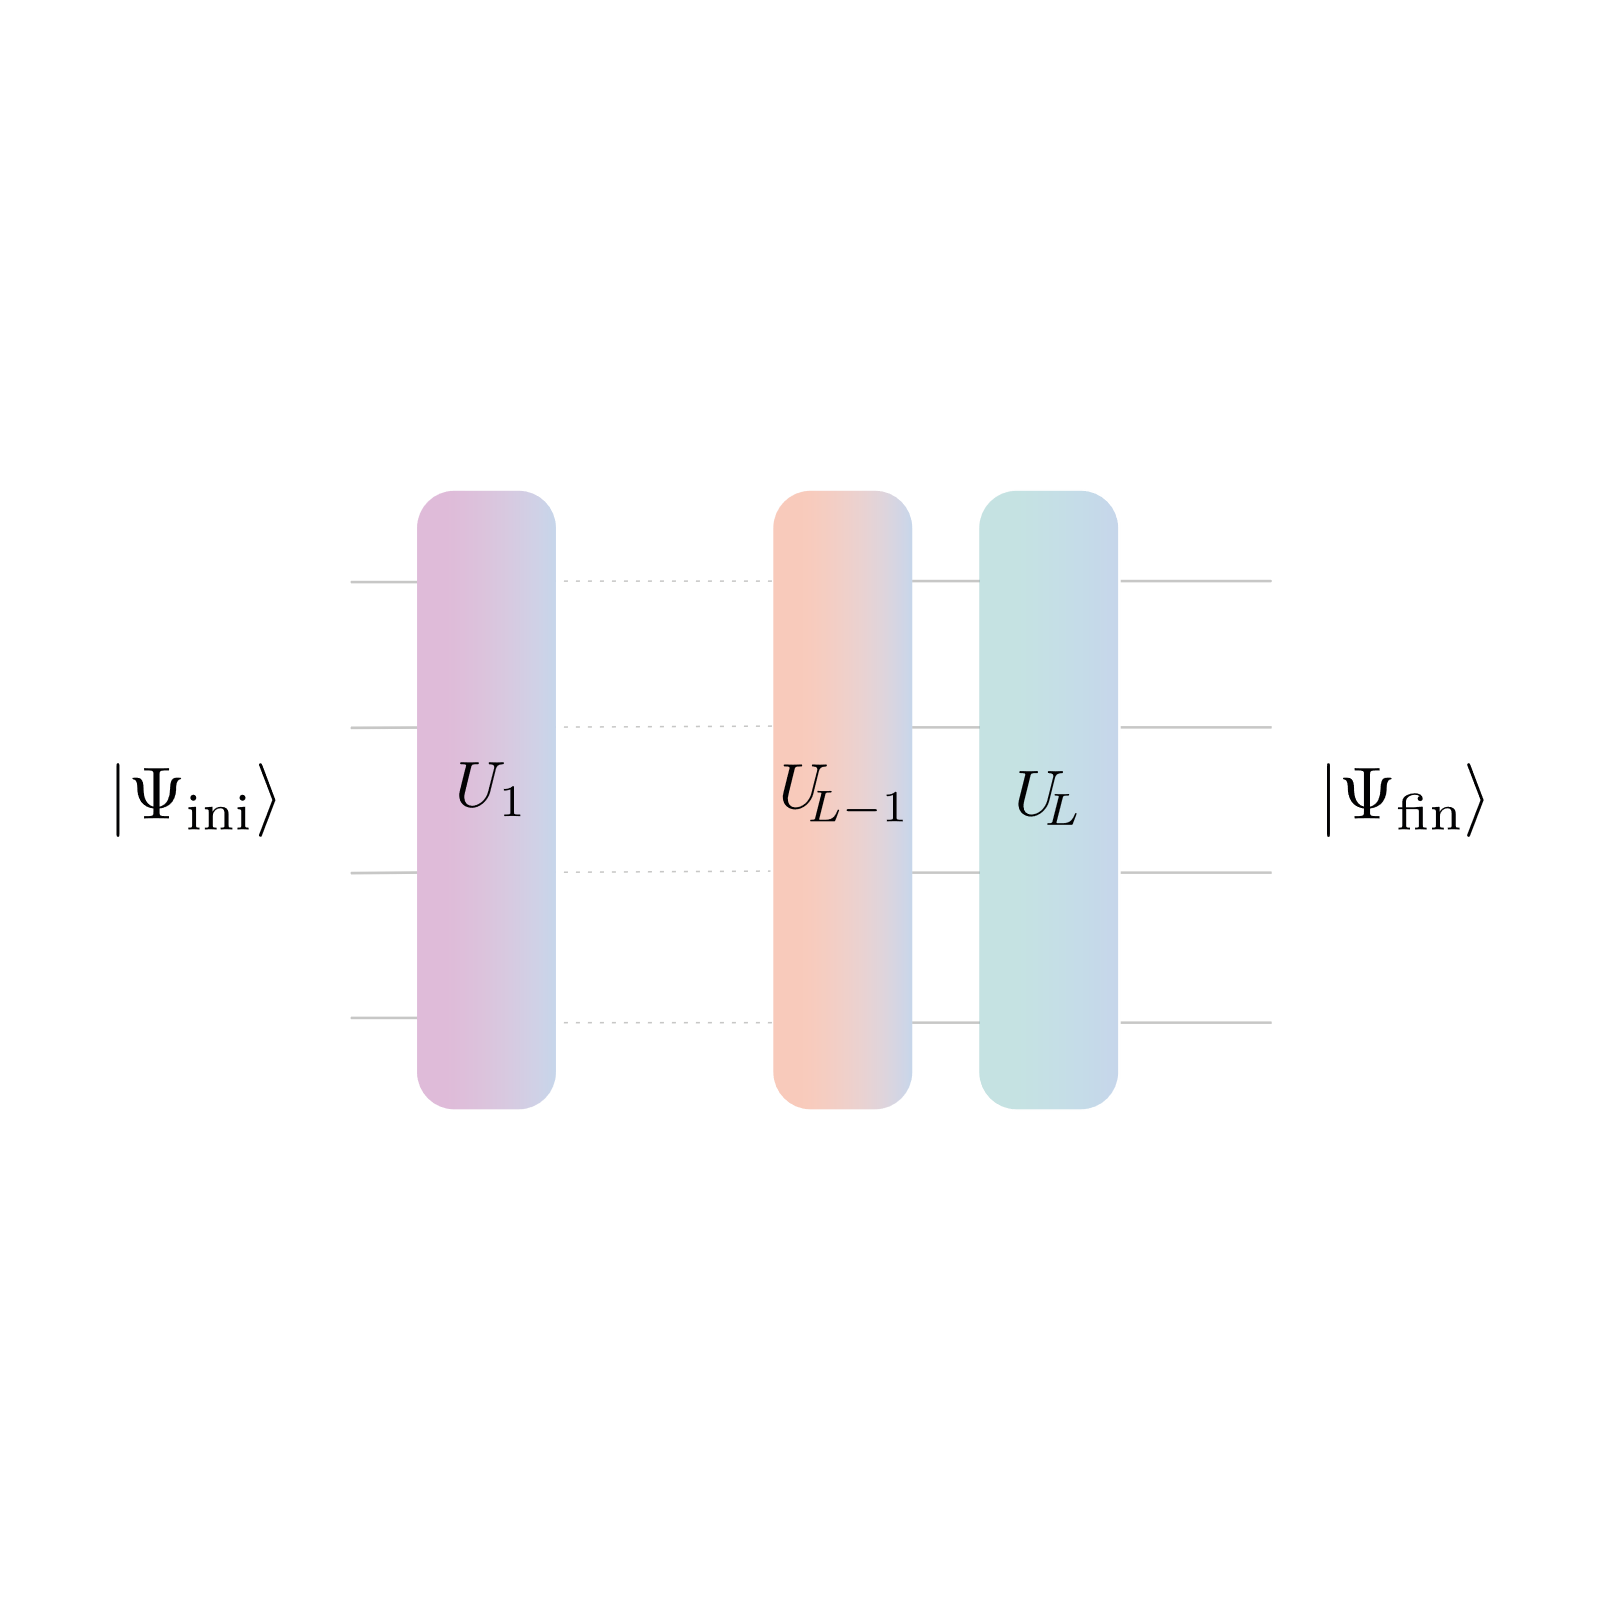 |Ψ_ini⟩ U_1 U_{L−1} U_L |Ψ_fin⟩